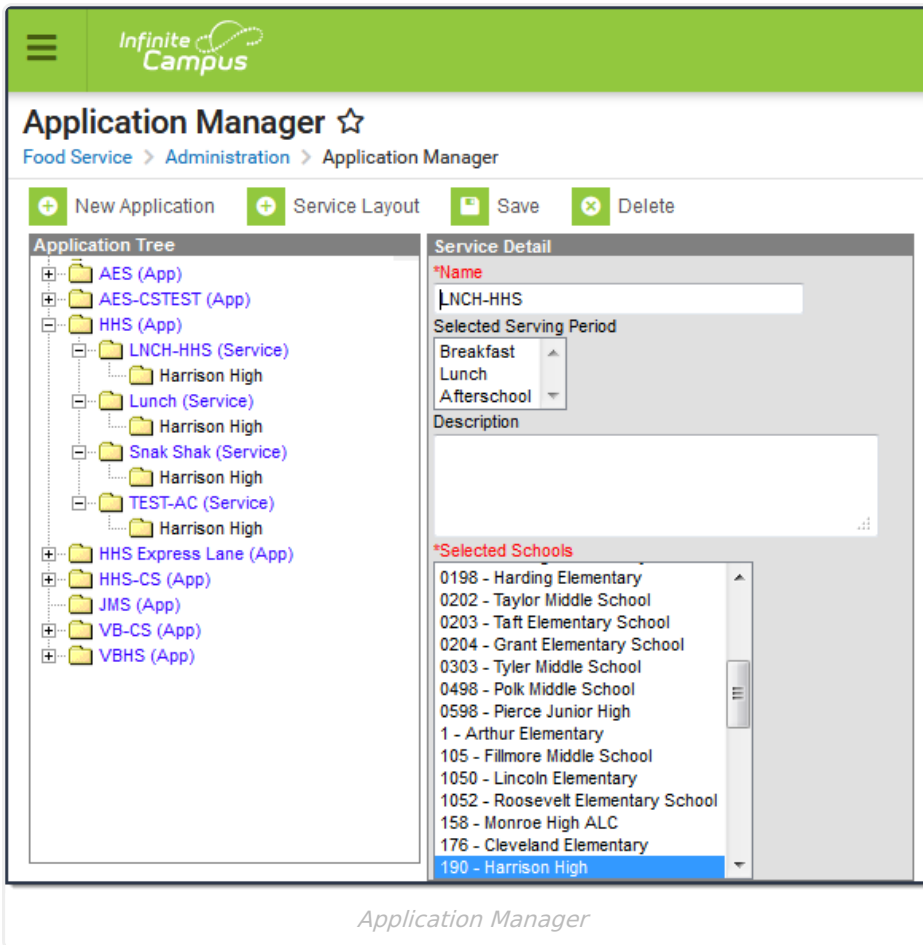 Infinite
Campus
Application Manager
Food Service > Administration > Application Manager
New Application Service Layout Save Delete
Application Tree
AES (App)
AES-CSTEST (App)
HHS (App)
LNCH-HHS (Service)
Harrison High
Lunch (Service)
Harrison High
Snak Shak (Service)
Harrison High
TEST-AC (Service)
Harrison High
HHS Express Lane (App)
HHS-CS (App)
JMS (App)
VB-CS (App)
VBHS (App)
Service Detail
*Name
LNCH-HHS
Selected Serving Period
Breakfast
Lunch
Afterschool
Description
*Selected Schools
0198 - Harding Elementary
0202 - Taylor Middle School
0203 - Taft Elementary School
0204 - Grant Elementary School
0303 - Tyler Middle School
0498 - Polk Middle School
0598 - Pierce Junior High
1 - Arthur Elementary
105 - Fillmore Middle School
1050 - Lincoln Elementary
1052 - Roosevelt Elementary School
158 - Monroe High ALC
176 - Cleveland Elementary
190 - Harrison High
Application Manager